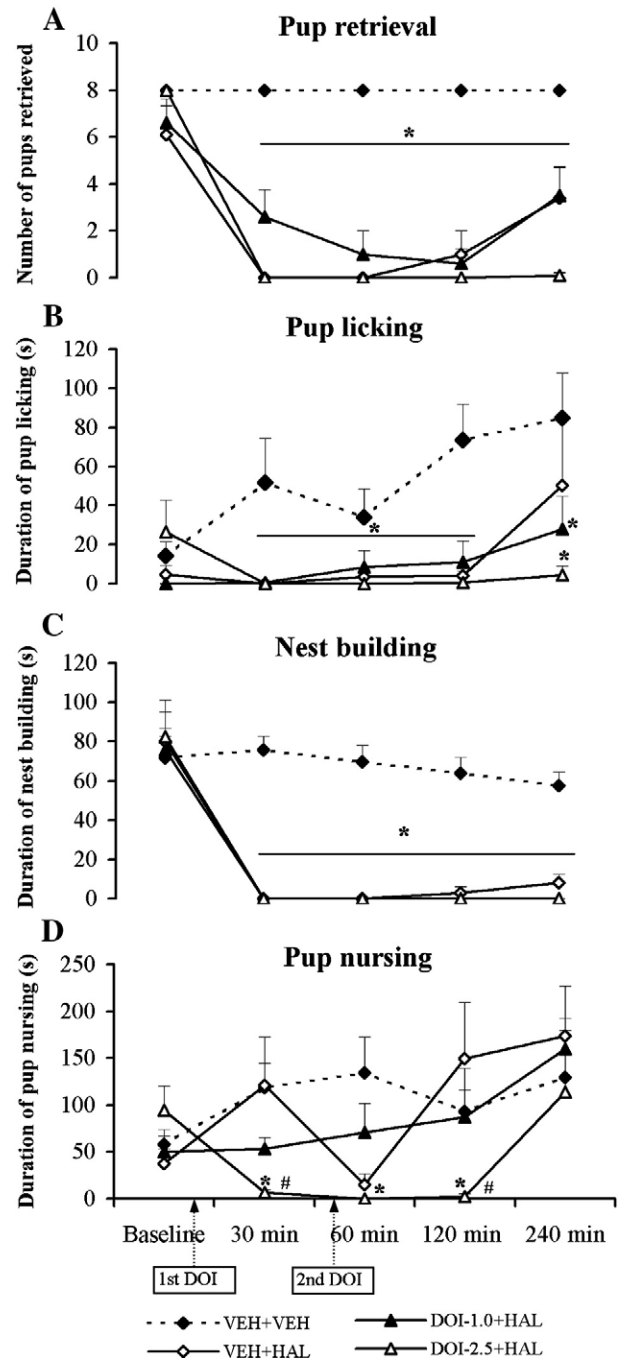 A
Pup retrieval
Number of pups retrieved
10
8
6
4
2
0
*
B
Pup licking
Duration of pup licking (s)
120
100
80
60
40
20
0
*
*
*
C
Nest building
Duration of nest building (s)
120
100
80
60
40
20
0
*
D
Pup nursing
Duration of pup nursing (s)
250
200
150
100
50
0
* # * * #
Baseline 30 min 60 min 120 min 240 min
1st DOI 2nd DOI
VEH+VEH DOI-1.0+HAL
VEH+HAL DOI-2.5+HAL